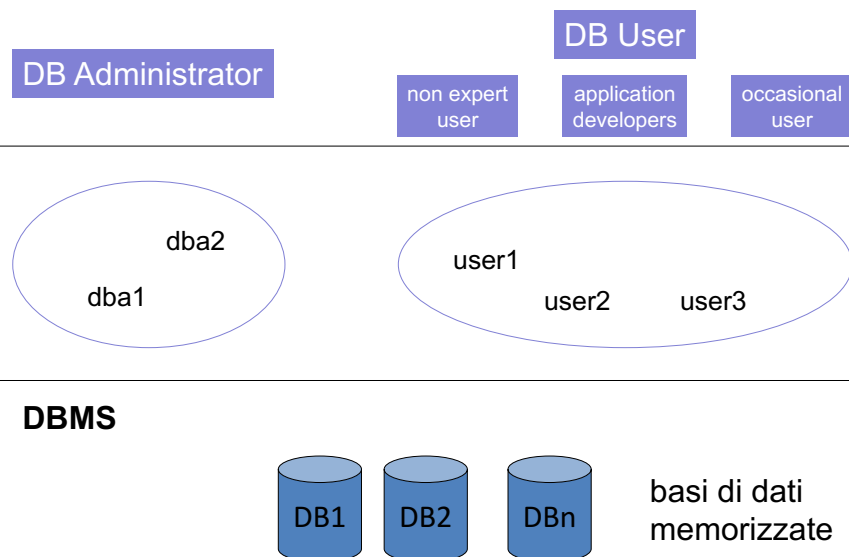 DB User
DB Administrator
non expert
user
application
developers
occasional
user
dba2
dba1
user1
user2
user3
DBMS
DB1
DB2
DBn
basi di dati
memorizzate